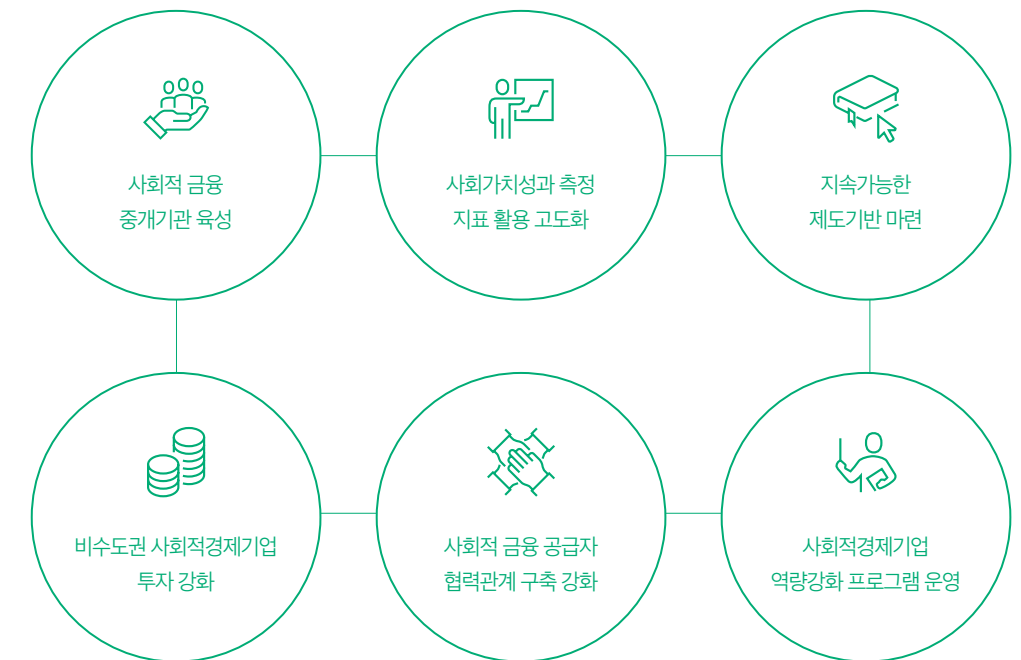 사회적 금융
중개기관 육성
사회가치성과 측정
지표 활용 고도화
지속가능한
제도기반 마련
비수도권 사회적경제기업
투자 강화
사회적 금융 공급자
협력관계 구축 강화
사회적경제기업
역량강화 프로그램 운영